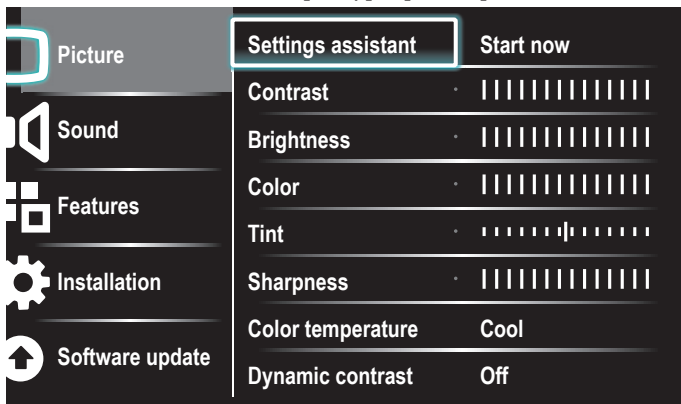 Picture
Sound
Features
Installation
Software update
Settings assistant Start now
Contrast
Brightness
Color
Tint
Sharpness
Color temperature Cool
Dynamic contrast Off